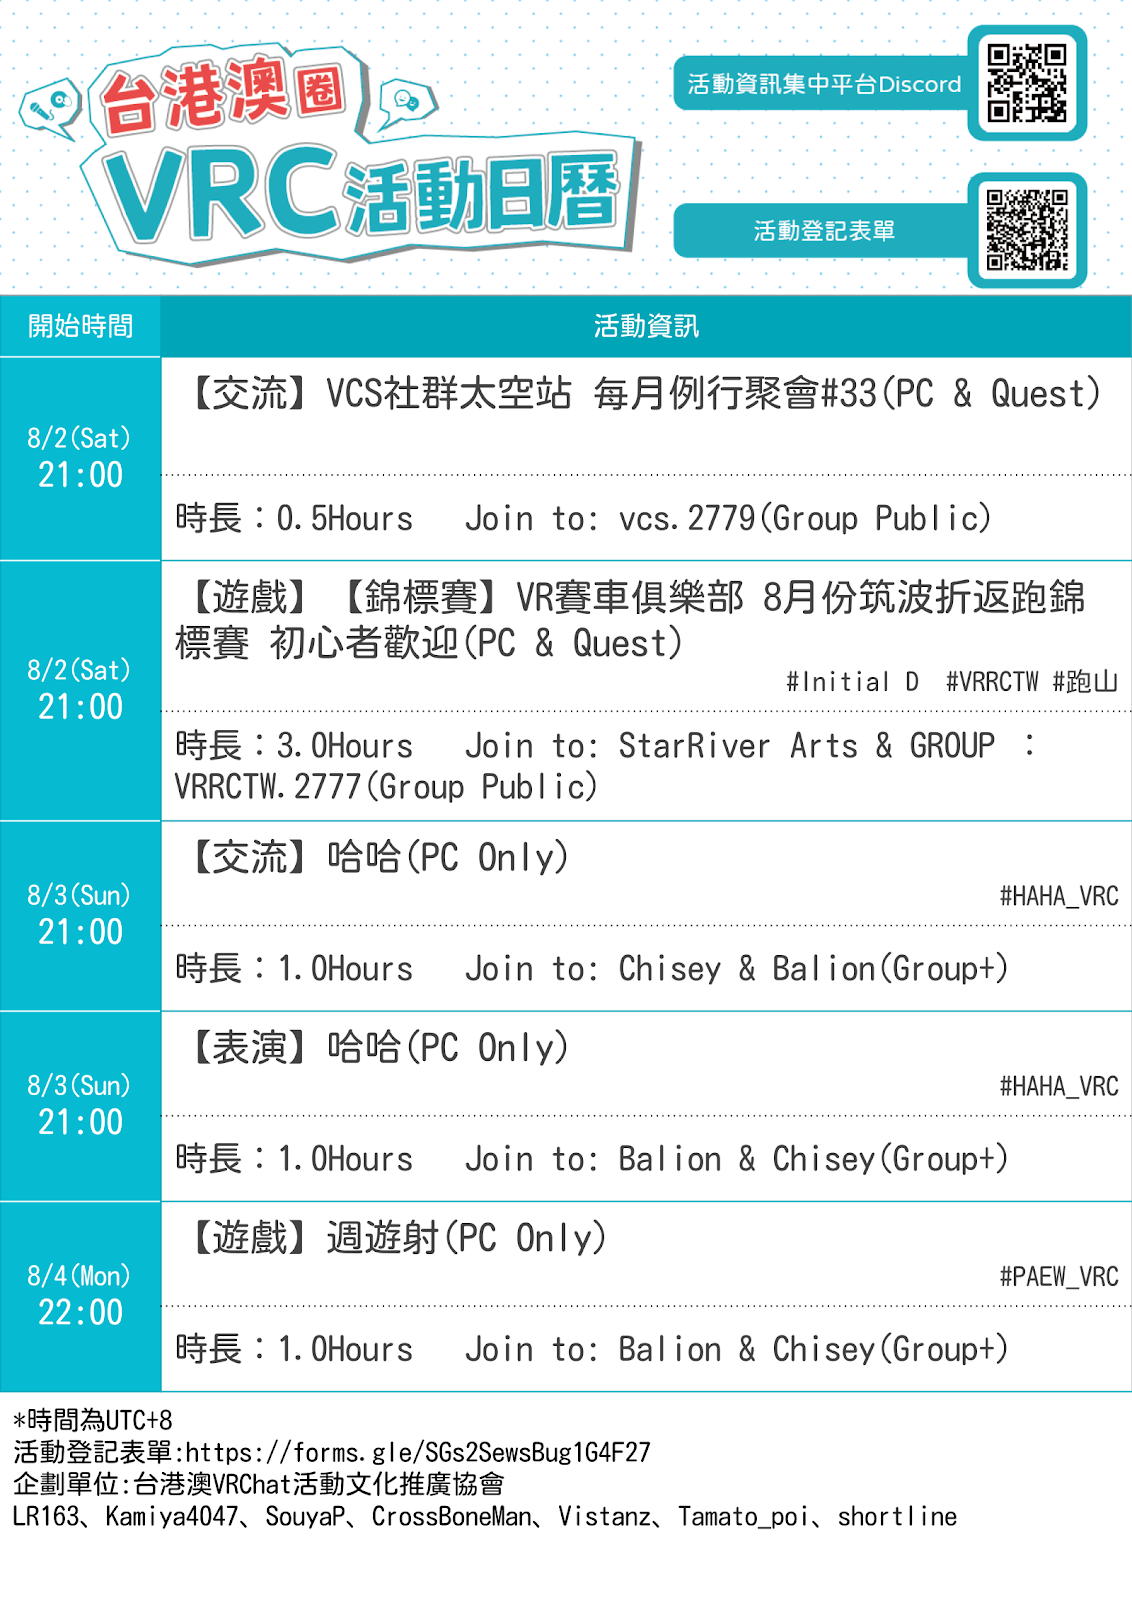 台港澳圈
VRC活動日曆
活動資訊集中平台Discord
活動登記表單
開始時間
活動資訊
8/2(Sat)
21:00
【交流】VCS社群太空站 每月例行聚會#33(PC & Quest)
時長：0.5Hours Join to: vcs.2779(Group Public)
8/2(Sat)
21:00
【遊戲】【錦標賽】VR賽車俱樂部 8月份筑波折返跑錦
標賽 初心者歡迎(PC & Quest)
#Initial D #VRRCTW #跑山
時長：3.0Hours Join to: StarRiver Arts & GROUP ：
VRRCTW.2777(Group Public)
8/3(Sun)
21:00
【交流】哈哈(PC Only)
#HAHA_VRC
時長：1.0Hours Join to: Chisey & Balion(Group+)
8/3(Sun)
21:00
【表演】哈哈(PC Only)
#HAHA_VRC
時長：1.0Hours Join to: Balion & Chisey(Group+)
8/4(Mon)
22:00
【遊戲】週遊射(PC Only)
#PAEW_VRC
時長：1.0Hours Join to: Balion & Chisey(Group+)
*時間為UTC+8
活動登記表單:https://forms.gle/SGs2SewsBug1G4F27
企劃單位:台港澳VRChat活動文化推廣協會
LR163、Kamiya4047、SouyaP、CrossBoneMan、Vistanz、Tamato_poi、shortline